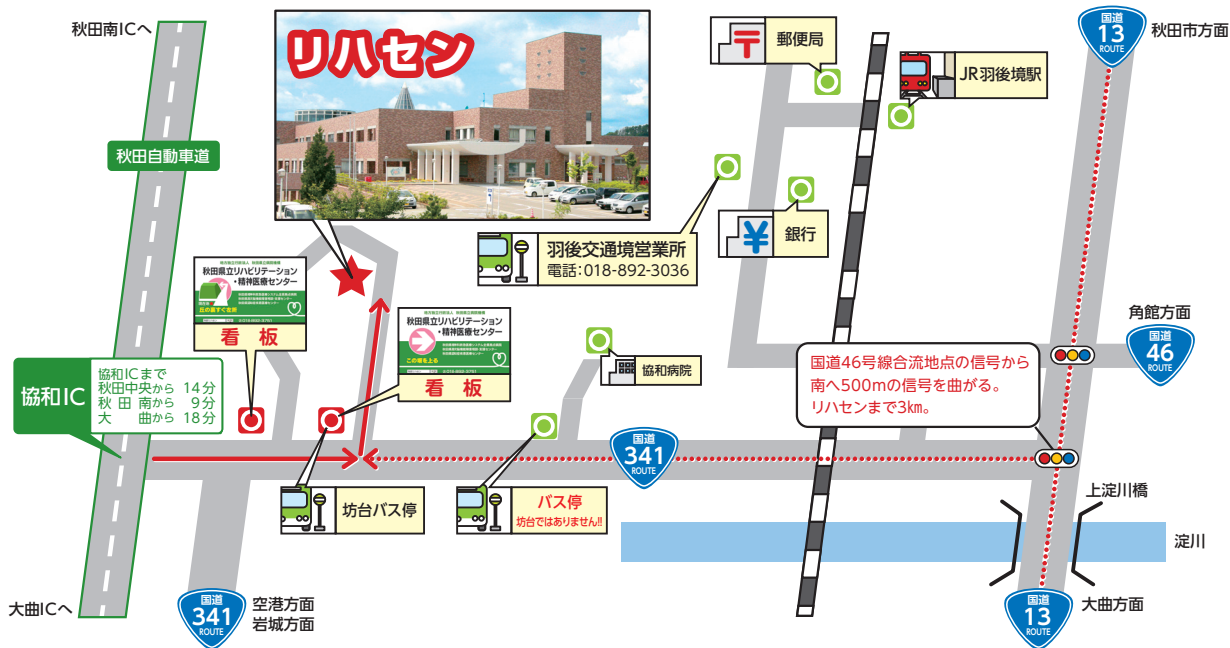 秋田南ICへ
リハセン
郵便局
国道
13
ROUTE
秋田市方面
JR羽後境駅
秋田自動車道
羽後交通境営業所
電話:018-892-3036
銀行
秋田県立リハビリテーション
・精神医療センター
丘の墓すぐ左側
看板
秋田県立リハビリテーション
・精神医療センター
この坂を上る
看板
角館方面
国道
46
ROUTE
協和病院
国道46号線合流地点の信号から
南へ500mの信号を曲がる。
リハセンまで3km。
協和IC
協和ICまで
秋田中央から 14分
秋田南から 9分
大曲から 18分
国道
341
ROUTE
坊台バス停
バス停
坊台ではありません!!
上淀川橋
淀川
大曲ICへ
国道
341
ROUTE
空港方面
岩城方面
国道
13
ROUTE
大曲方面